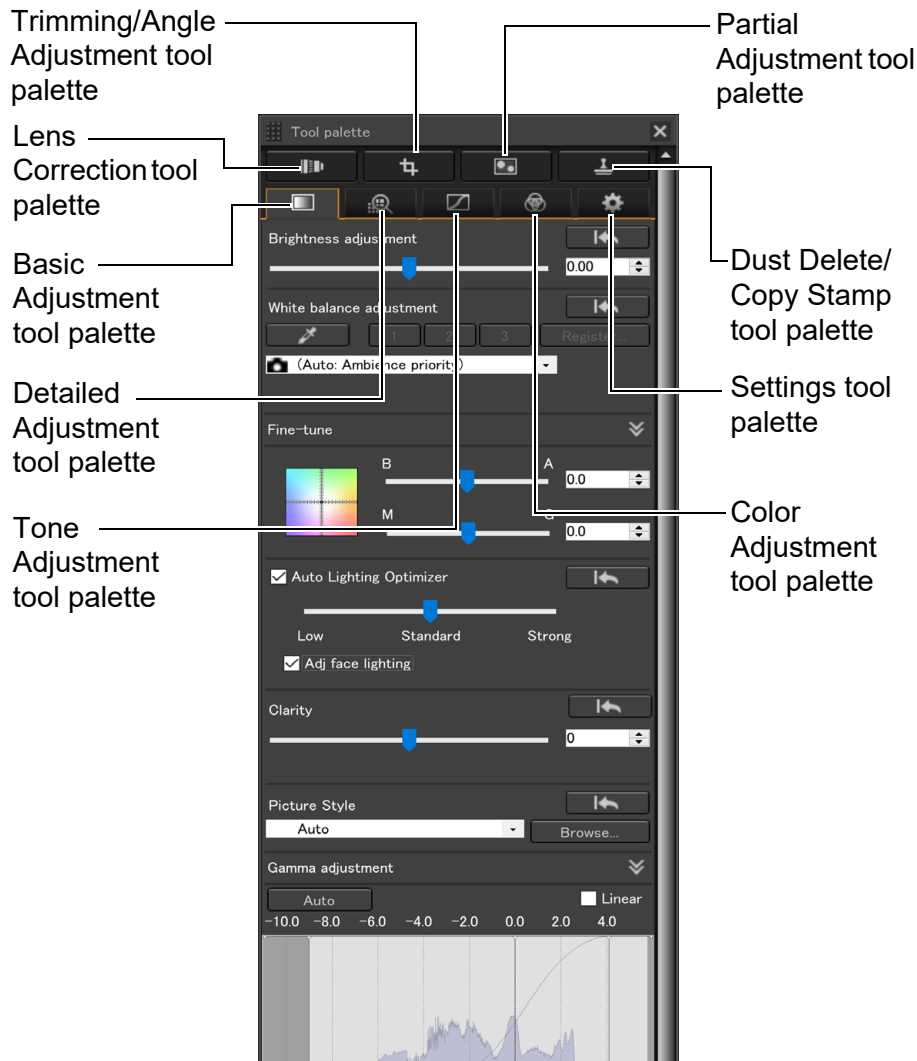 Trimming/Angle
Adjustment tool
palette
Partial
Adjustment tool
palette
Lens
Correction tool
palette
Basic
Adjustment
tool palette
Detailed
Adjustment
tool palette
Tone
Adjustment
tool palette
Dust Delete/
Copy Stamp
tool palette
Settings tool
palette
Color
Adjustment
tool palette
Tool palette
Brightness adjustment
0.00
White balance adjustment
1 2 3 Register...
(Auto: Ambience priority)
Fine-tune
B A
0.0
M G
0.0
Auto Lighting Optimizer
Low Standard Strong
Adj face lighting
Clarity
0
Picture Style
Auto Browse...
Gamma adjustment
Auto Linear
-10.0 -8.0 -6.0 -4.0 -2.0 0.0 2.0 4.0